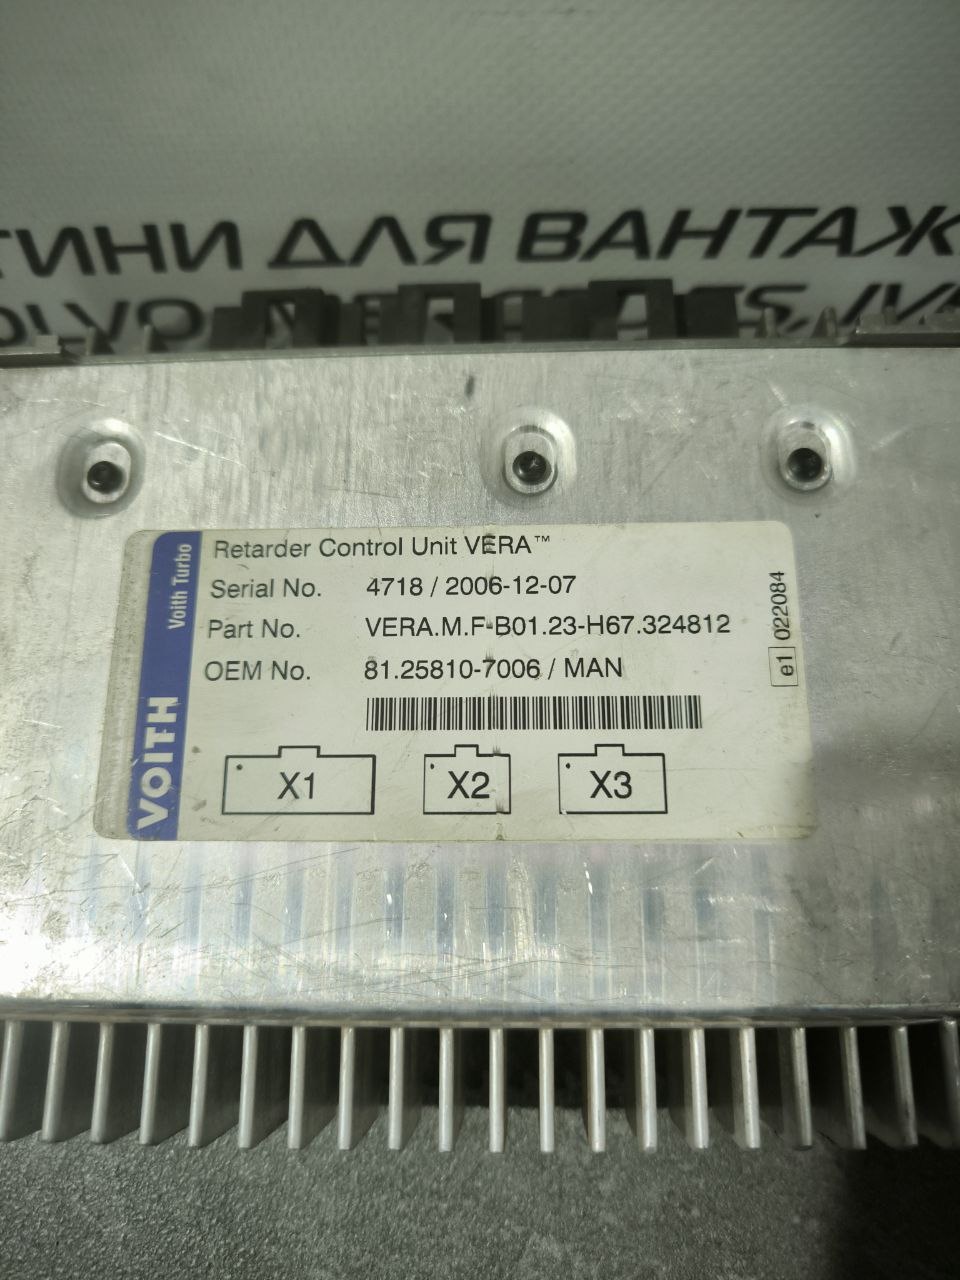 ТИНИ ДЛЯ ВАНТАЖ
Retarder Control Unit VERA™
Serial No. 4718 / 2006-12-07
Part No. VERA.M.F-B01.23-H67.324812
OEM No. 81.25810-7006 / MAN
X1 X2 X3
VOITH Voith Turbo
e1 022084